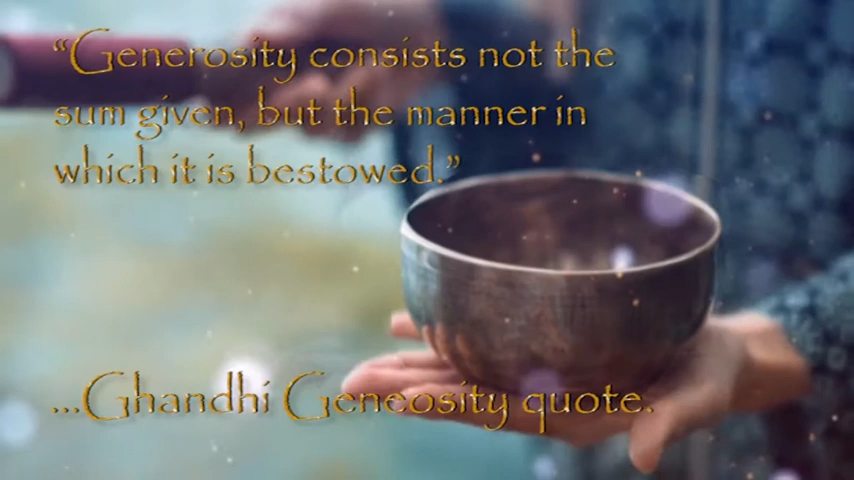 “Generosity consists not the
sum given, but the manner in
which it is bestowed.”
...Ghandhi Geneosity quote.